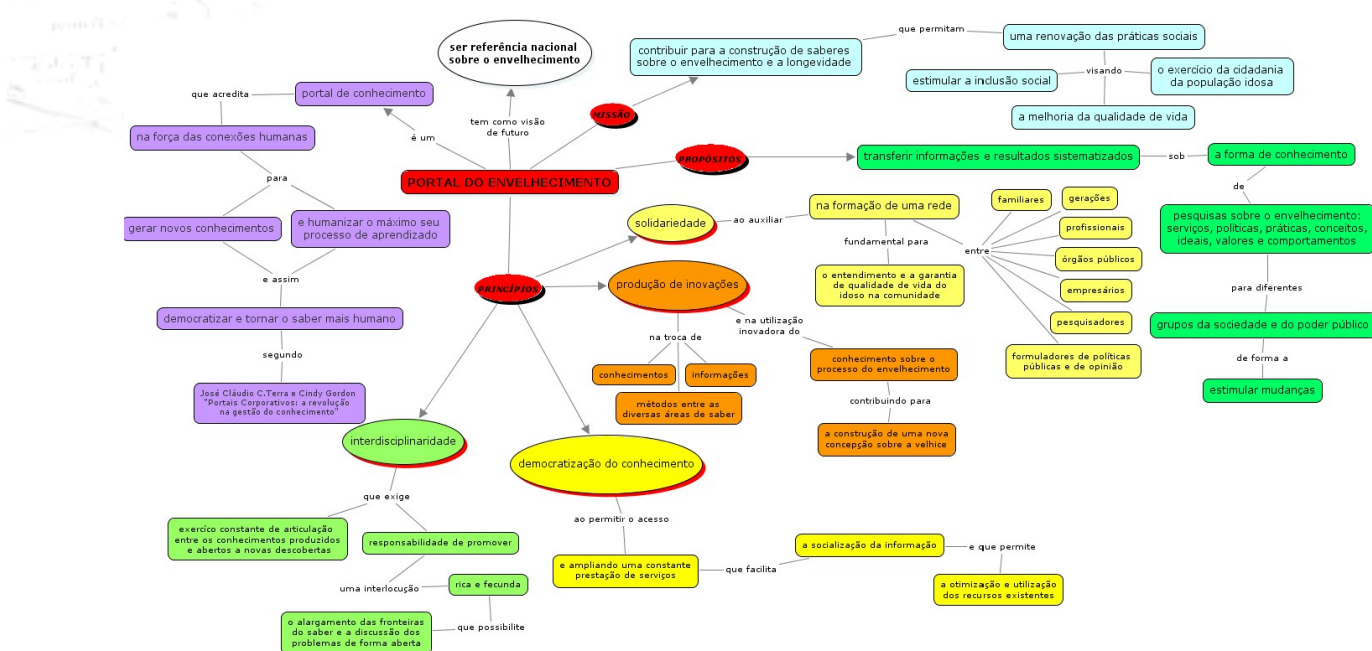 ser referência nacional
sobre o envelhecimento
tem como visão
de futuro
PORTAL DO ENVELHECIMENTO
é um
portal de conhecimento
que acredita
na força das conexões humanas
para
gerar novos conhecimentos
e humanizar o máximo seu
processo de aprendizado
e assim
democratizar e tornar o saber mais humano
segundo
José Cláudio C.Terra e Cindy Gordon
"Portais Corporativos: a revolução
na gestão do conhecimento"
MISSÃO
contribuir para a construção de saberes
sobre o envelhecimento e a longevidade
que permitam
uma renovação das práticas sociais
visando
estimular a inclusão social
o exercício da cidadania
da população idosa
a melhoria da qualidade de vida
PROPÓSITOS
transferir informações e resultados sistematizados
sob
a forma de conhecimento
de
pesquisas sobre o envelhecimento:
serviços, políticas, práticas, conceitos,
ideais, valores e comportamentos
para diferentes
grupos da sociedade e do poder público
de forma a
estimular mudanças
PRINCÍPIOS
solidariedade
ao auxiliar
na formação de uma rede
fundamental para
o entendimento e a garantia
de qualidade de vida do
idoso na comunidade
entre
familiares
gerações
profissionais
órgãos públicos
empresários
pesquisadores
formuladores de políticas
públicas e de opinião
produção de inovações
na troca de
conhecimentos
informações
métodos entre as
diversas áreas de saber
e na utilização
inovadora do
conhecimento sobre o
processo do envelhecimento
contribuindo para
a construção de uma nova
concepção sobre a velhice
interdisciplinaridade
que exige
exercíco constante de articulação
entre os conhecimentos produzidos
e abertos a novas descobertas
responsabilidade de promover
uma interlocução
rica e fecunda
que possibilite
o alargamento das fronteiras
do saber e a discussão dos
problemas de forma aberta
democratização do conhecimento
ao permitir o acesso
e ampliando uma constante
prestação de serviços
que facilita
a socialização da informação
e que permite
a otimização e utilização
dos recursos existentes